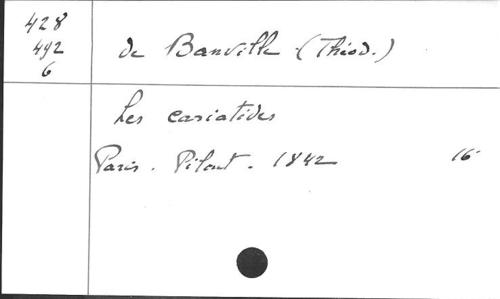 428
492
6
de Banville (Théod.)
Les cariatides
Paris. Pilout. 1842 16°